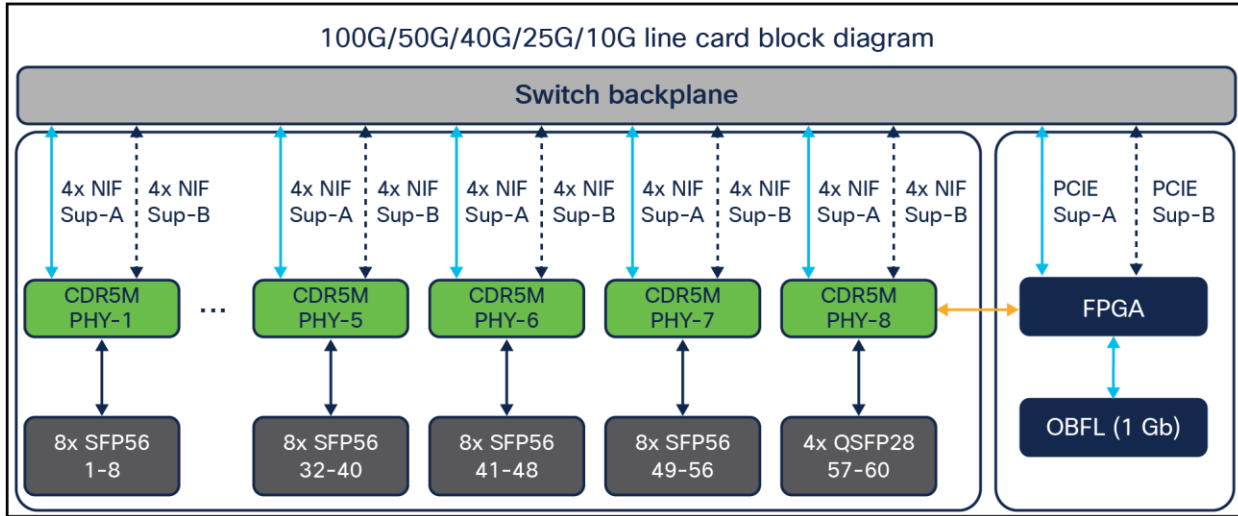 100G/50G/40G/25G/10G line card block diagram
Switch backplane
4x NIF
Sup-A
4x NIF
Sup-B
4x NIF
Sup-A
4x NIF
Sup-B
4x NIF
Sup-A
4x NIF
Sup-B
4x NIF
Sup-A
4x NIF
Sup-B
4x NIF
Sup-A
4x NIF
Sup-B
PCIE
Sup-A
PCIE
Sup-B
CDR5M
PHY-1
...
CDR5M
PHY-5
CDR5M
PHY-6
CDR5M
PHY-7
CDR5M
PHY-8
FPGA
8x SFP56
1-8
8x SFP56
32-40
8x SFP56
41-48
8x SFP56
49-56
4x QSFP28
57-60
OBFL (1 Gb)